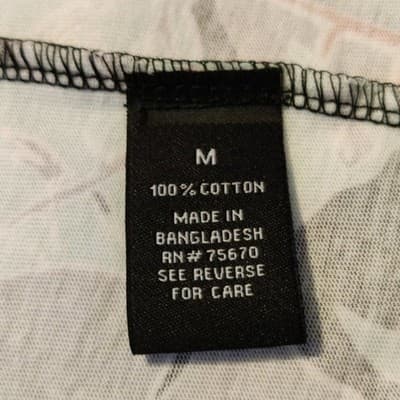 M
100% COTTON
MADE IN
BANGLADESH
RN# 75670
SEE REVERSE
FOR CARE